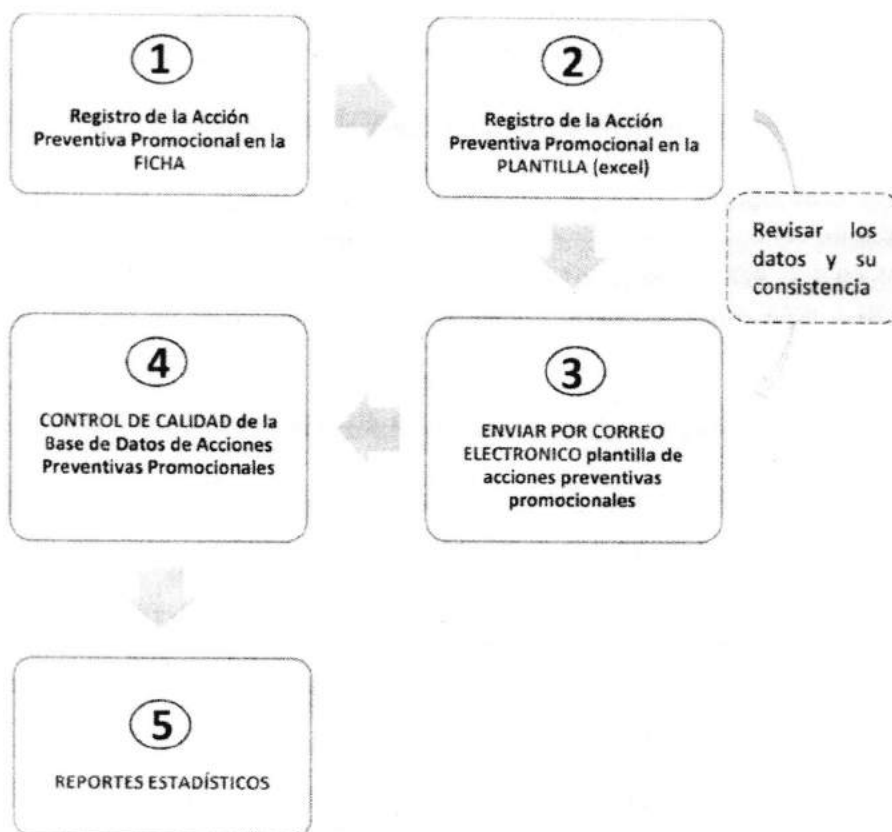 1
Registro de la Acción
Preventiva Promocional en la
FICHA
2
Registro de la Acción
Preventiva Promocional en la
PLANTILLA (excel)
Revisar los
datos y su
consistencia
3
ENVIAR POR CORREO
ELECTRONICO plantilla de
acciones preventivas
promocionales
4
CONTROL DE CALIDAD de la
Base de Datos de Acciones
Preventivas Promocionales
5
REPORTES ESTADÍSTICOS